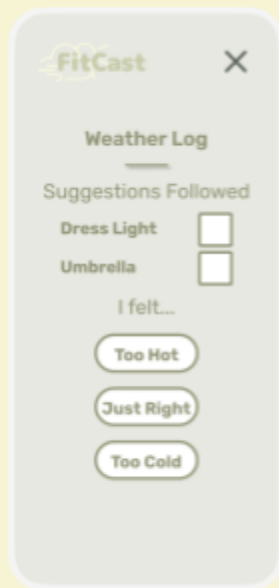 FitCast
Weather Log
Suggestions Followed
Dress Light
Umbrella
I felt...
Too Hot
Just Right
Too Cold